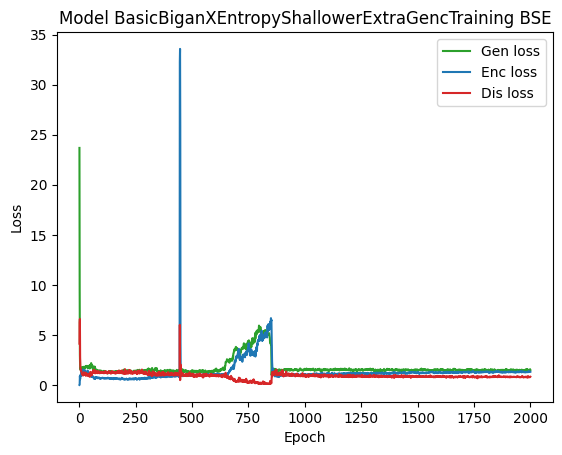 Model BasicBiganXEntropyShallowerExtraGencTraining BSE
Gen loss
Enc loss
Dis loss
Loss
35
30
25
20
15
10
5
0
0 250 500 750 1000 1250 1500 1750 2000
Epoch